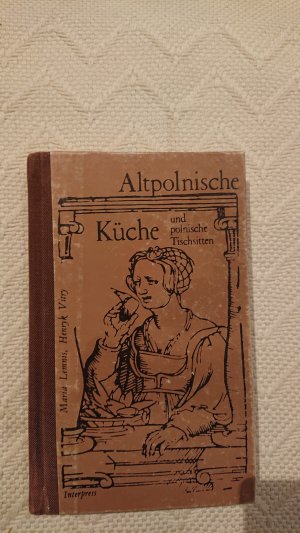 Altpolnische
Küche
und
polnische
Tischsitten
Maria Lemnis, Henryk Vitry
Interpress